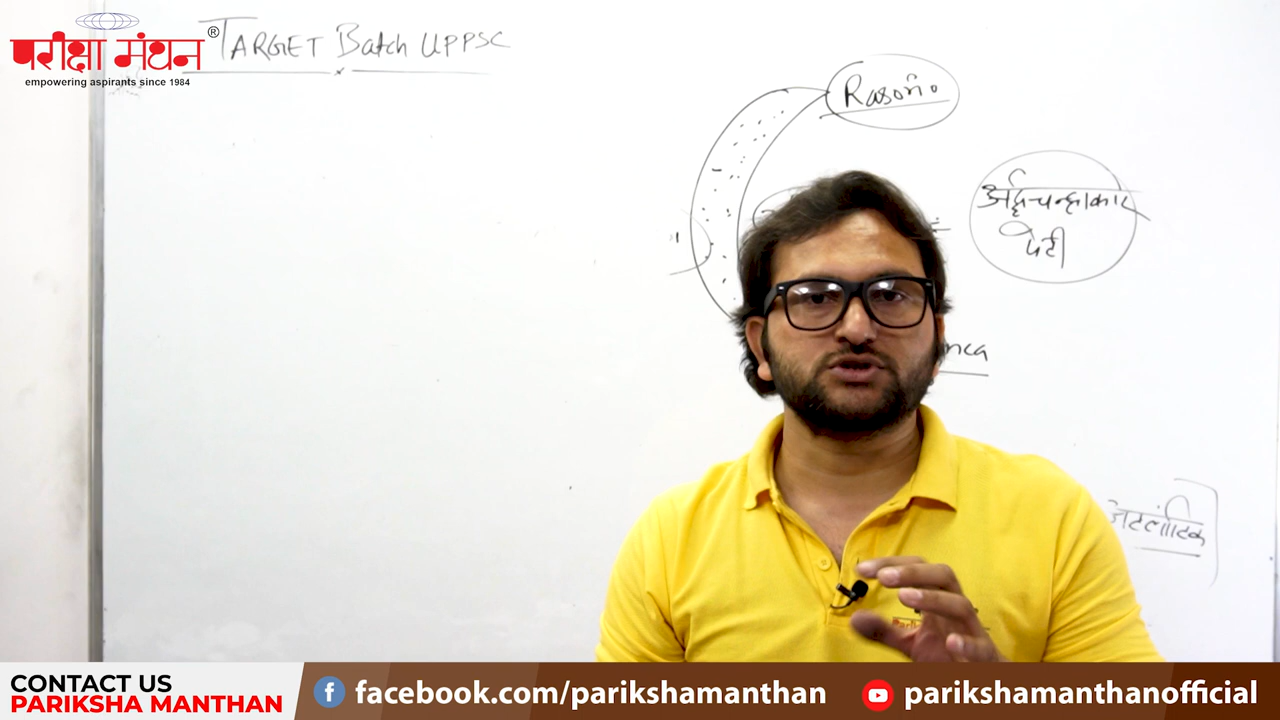 परीक्षा मंथन ®
empowering aspirants since 1984
TARGET Batch UPPSC
Rasorio
अर्द्धचन्द्राकार
पेटी
nca
अटलांटिक
CONTACT US
PARIKSHA MANTHAN
facebook.com/parikshamanthan
parikshamanthanofficial